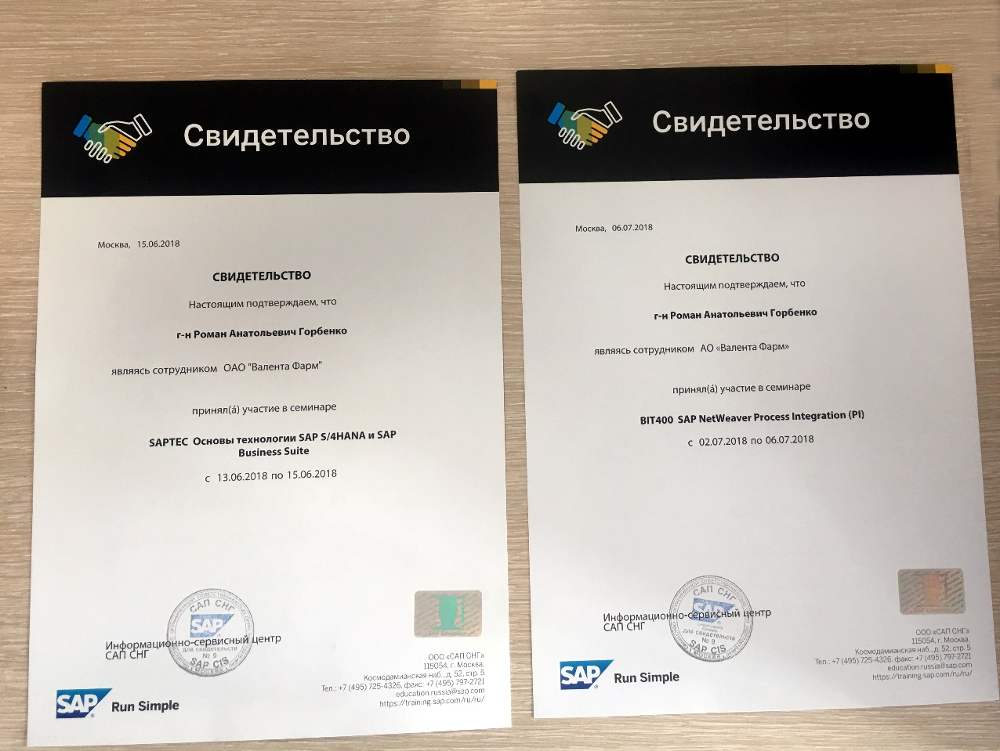 Свидетельство
Москва, 15.06.2018
СВИДЕТЕЛЬСТВО
Настоящим подтверждаем, что
г-н Роман Анатольевич Горбенко
являясь сотрудником ОАО "Валента Фарм"
принял(á) участие в семинаре
SAPTEC Основы технологии SAP S/4HANA и SAP
Business Suite
с 13.06.2018 по 15.06.2018
САП СНГ
SAP
для свидетельств
№ 9
SAP CIS
Информационно-сервисный центр
САП СНГ
ООО «САП СНГ»
115054, г. Москва,
Космодамианская наб., д. 52, стр. 5
Тел.: +7 (495) 725-4326, факс: +7 (495) 797-2721
education.russia@sap.com
https://training.sap.com/ru/ru/
SAP Run Simple
Свидетельство
Москва, 06.07.2018
СВИДЕТЕЛЬСТВО
Настоящим подтверждаем, что
г-н Роман Анатольевич Горбенко
являясь сотрудником АО «Валента Фарм»
принял(á) участие в семинаре
BIT400 SAP NetWeaver Process Integration (PI)
с 02.07.2018 по 06.07.2018
САП СНГ
SAP
для свидетельств
№ 9
SAP CIS
Информационно-сервисный центр
САП СНГ
ООО «САП СНГ»
115054, г. Москва,
Космодамианская наб., д. 52, стр. 5
Тел.: +7 (495) 725-4326, факс: +7 (495) 797-2721
education.russia@sap.com
https://training.sap.com/ru/ru/
SAP Run Simple